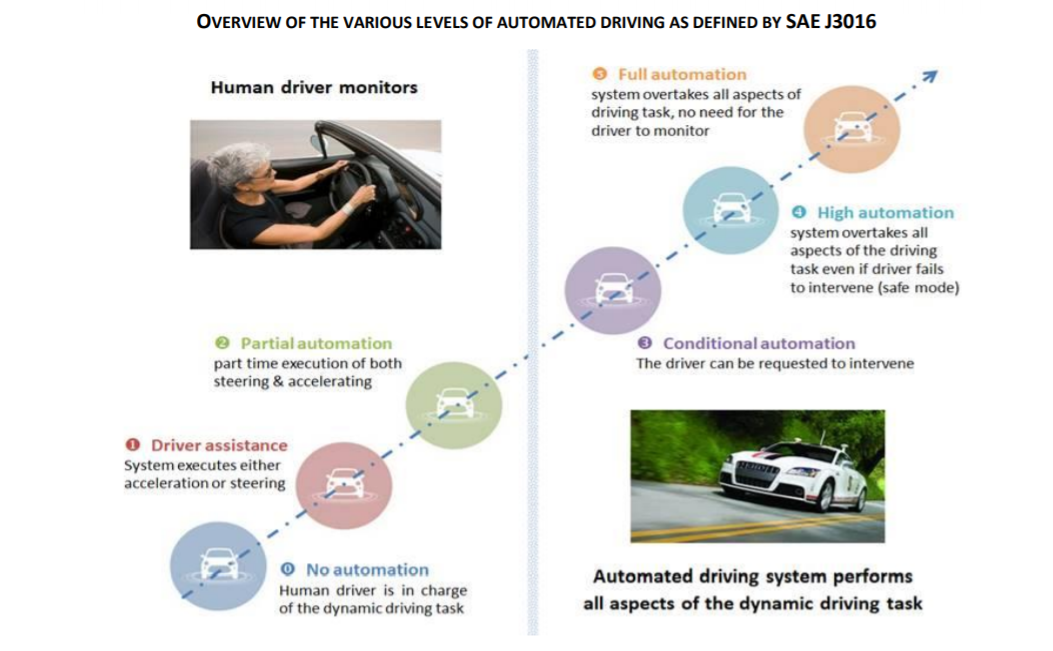 OVERVIEW OF THE VARIOUS LEVELS OF AUTOMATED DRIVING AS DEFINED BY SAE J3016
Human driver monitors
5 Full automation
system overtakes all aspects of
driving task, no need for the
driver to monitor
4 High automation
system overtakes all
aspects of the driving
task even if driver fails
to intervene (safe mode)
2 Partial automation
part time execution of both
steering & accelerating
3 Conditional automation
The driver can be requested to intervene
1 Driver assistance
System executes either
acceleration or steering
0 No automation
Human driver is in charge
of the dynamic driving task
Automated driving system performs
all aspects of the dynamic driving task